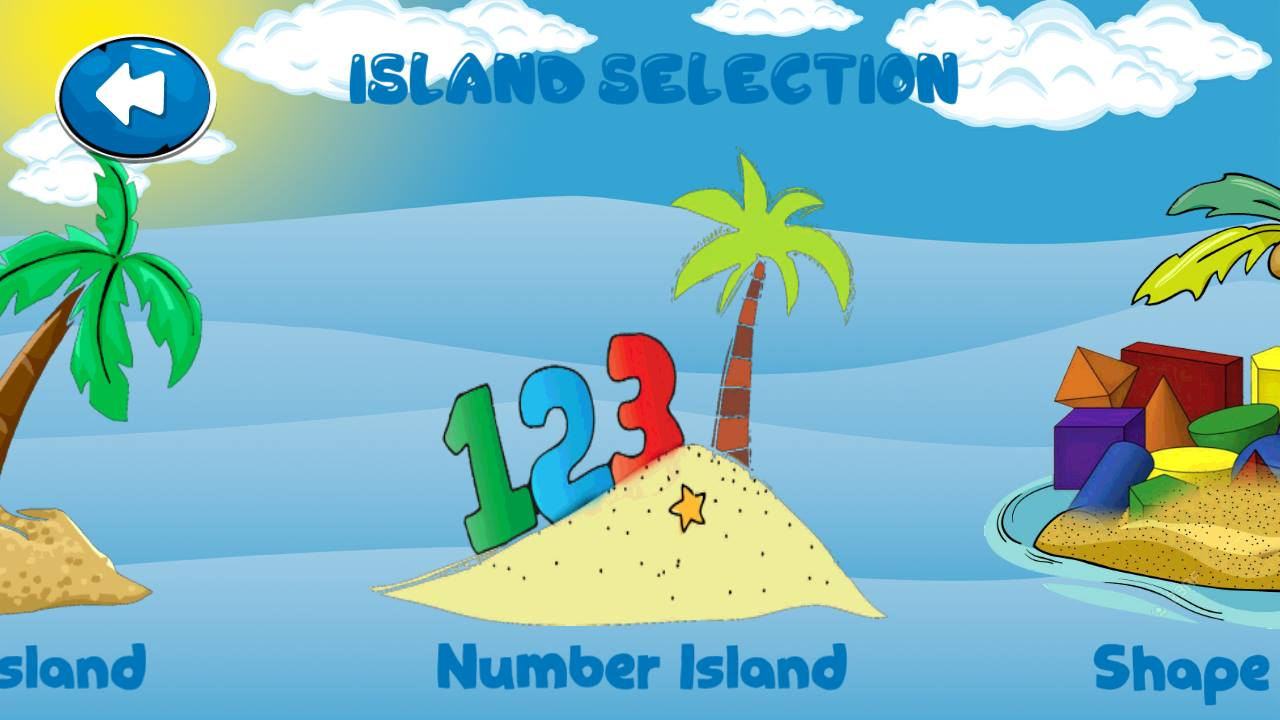 ISLAND SELECTION
123
sland Number Island Shape